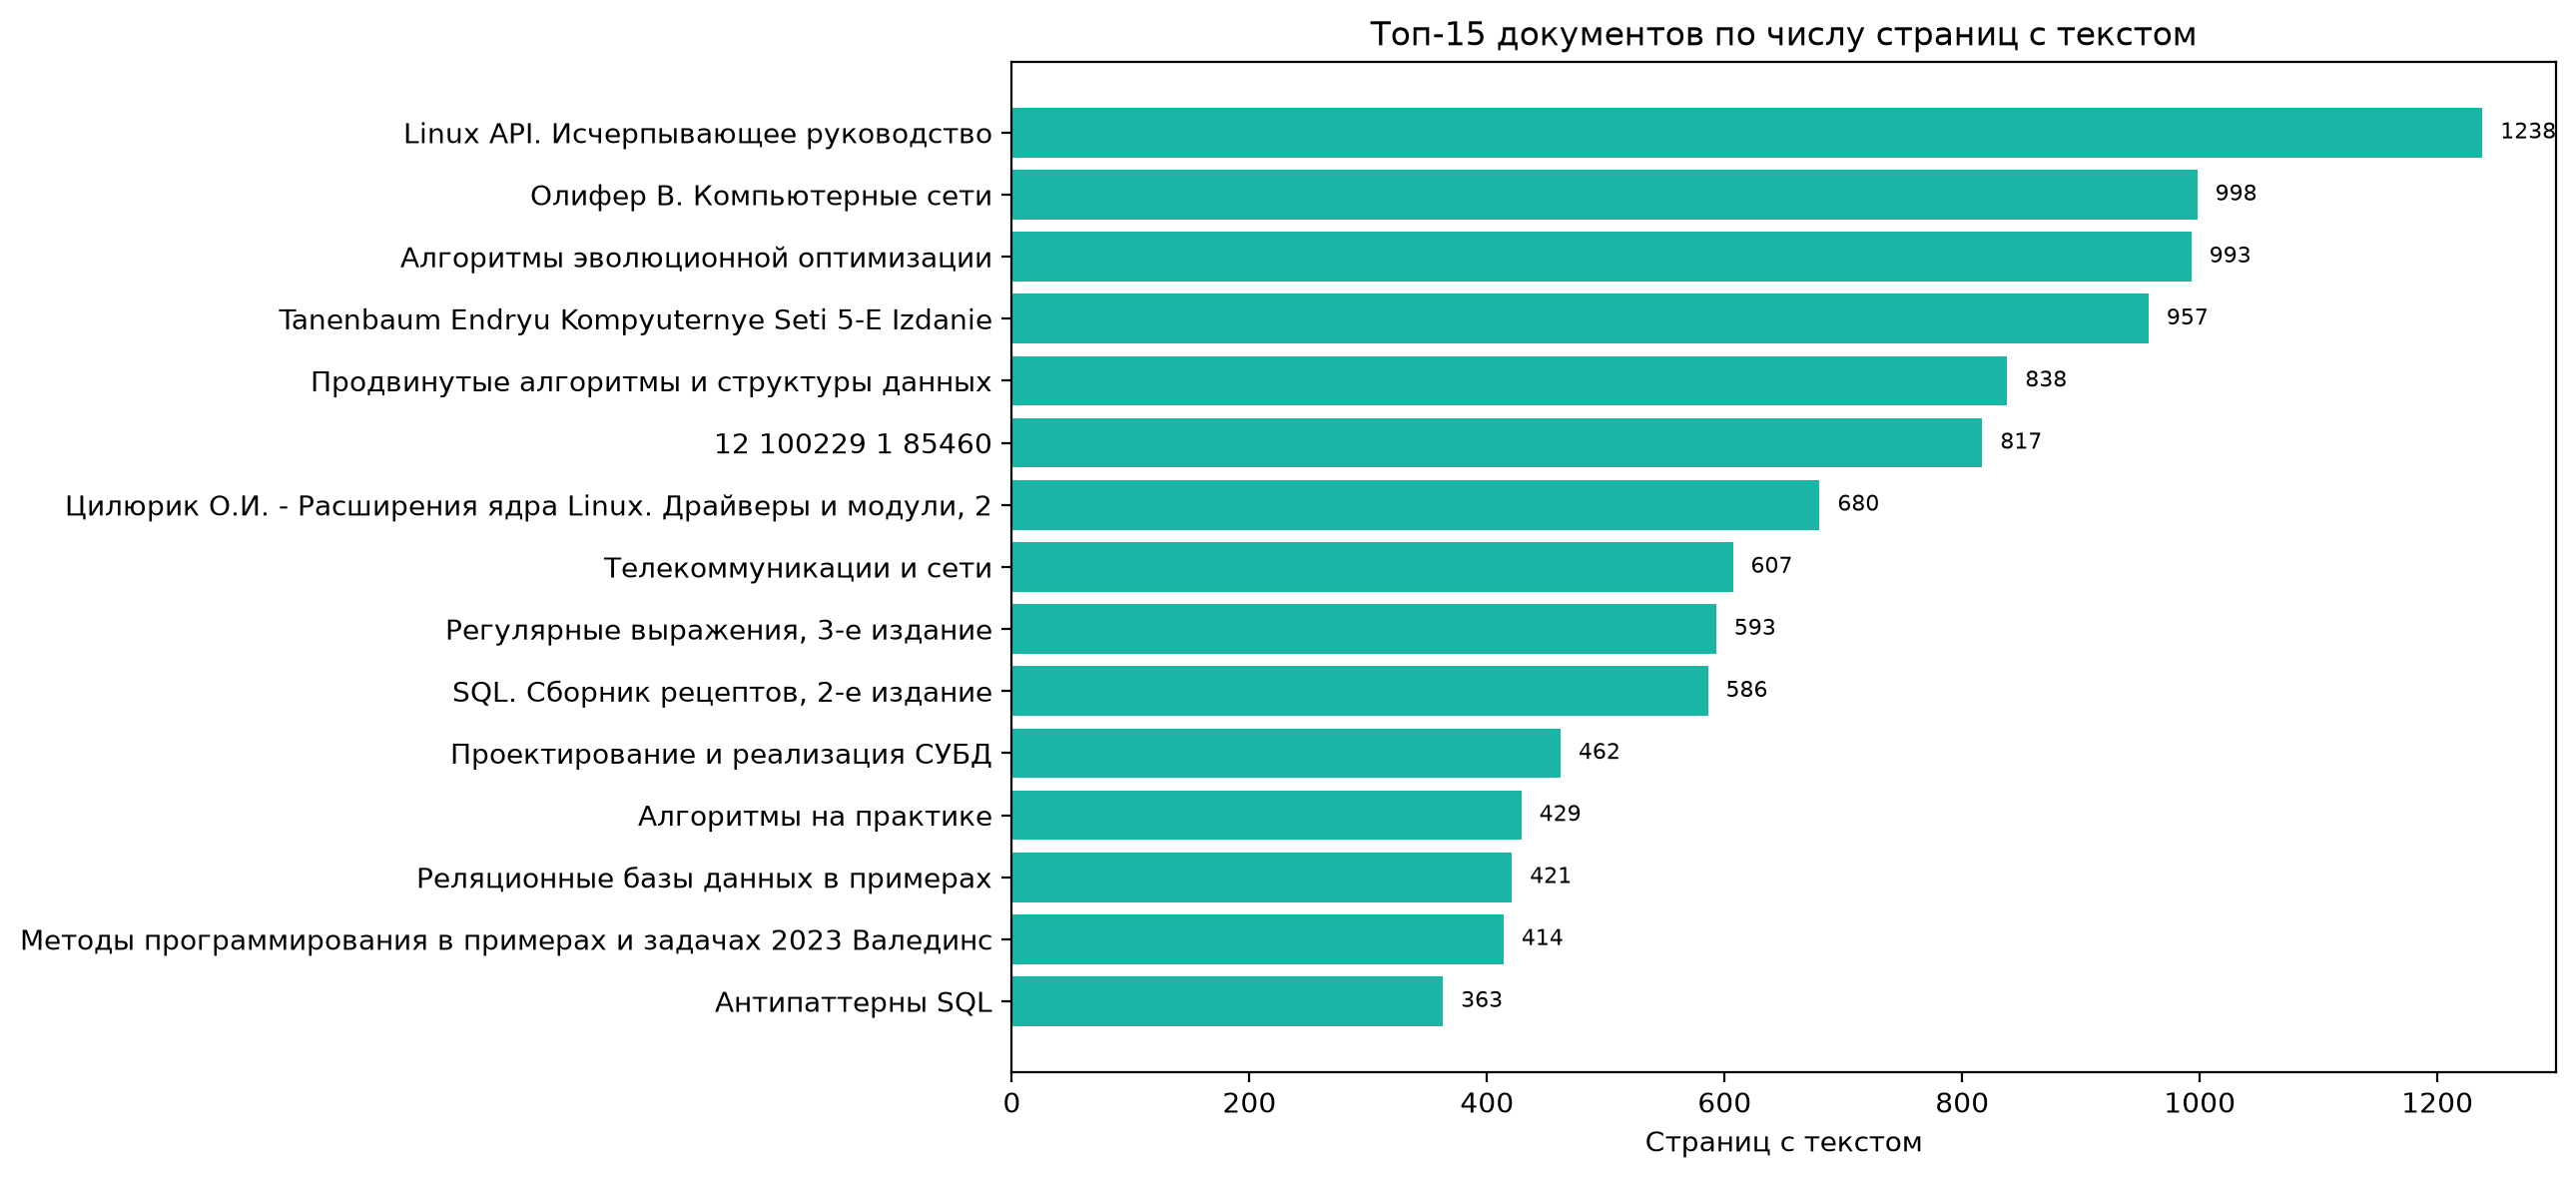 Топ-15 документов по числу страниц с текстом
Linux API. Исчерпывающее руководство 1238
Олифер В. Компьютерные сети 998
Алгоритмы эволюционной оптимизации 993
Tanenbaum Endryu Kompyuternye Seti 5-E Izdanie 957
Продвинутые алгоритмы и структуры данных 838
12 100229 1 85460 817
Цилюрик О.И. - Расширения ядра Linux. Драйверы и модули, 2 680
Телекоммуникации и сети 607
Регулярные выражения, 3-е издание 593
SQL. Сборник рецептов, 2-е издание 586
Проектирование и реализация СУБД 462
Алгоритмы на практике 429
Реляционные базы данных в примерах 421
Методы программирования в примерах и задачах 2023 Валединс 414
Антипаттерны SQL 363
0 200 400 600 800 1000 1200
Страниц с текстом